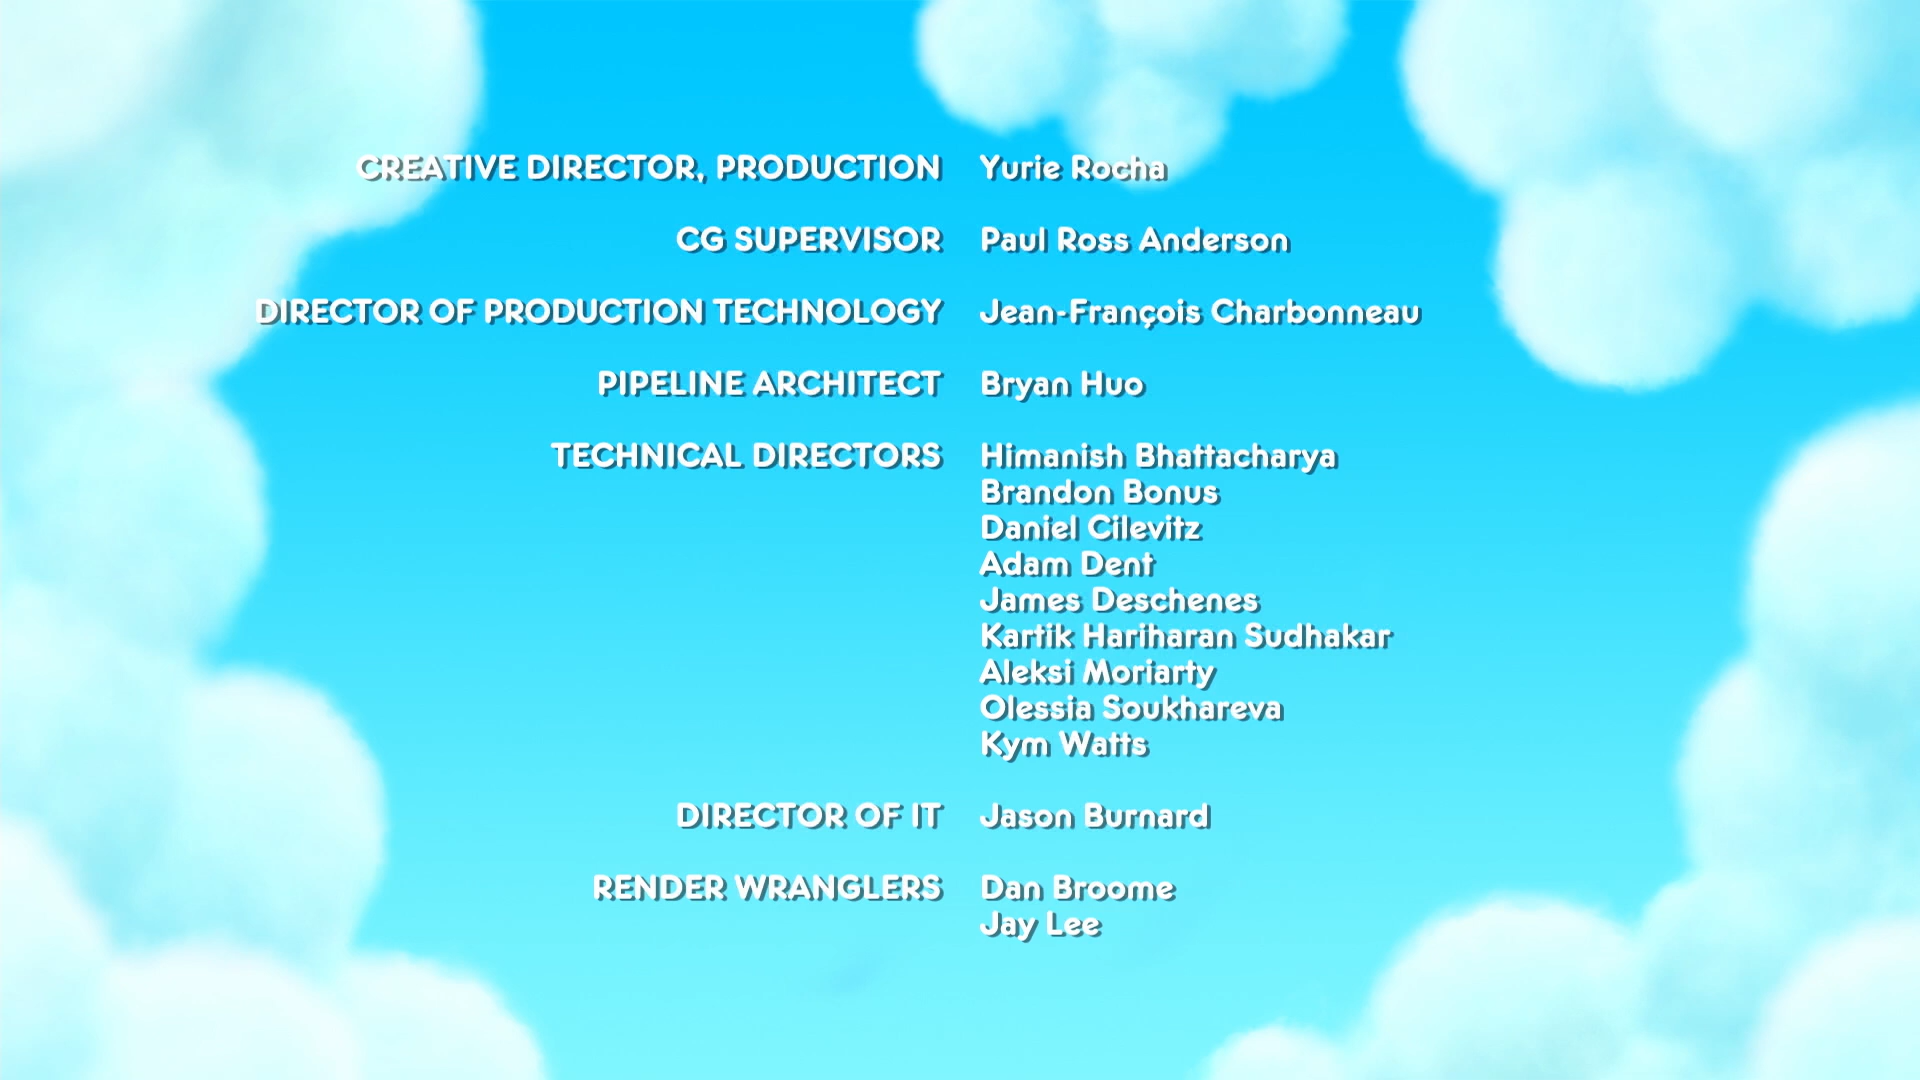 CREATIVE DIRECTOR, PRODUCTION Yurie Rocha
CG SUPERVISOR Paul Ross Anderson
DIRECTOR OF PRODUCTION TECHNOLOGY Jean-François Charbonneau
PIPELINE ARCHITECT Bryan Huo
TECHNICAL DIRECTORS Himanish Bhattacharya
Brandon Bonus
Daniel Cilevitz
Adam Dent
James Deschenes
Kartik Hariharan Sudhakar
Aleksi Moriarty
Olessia Soukhareva
Kym Watts
DIRECTOR OF IT Jason Burnard
RENDER WRANGLERS Dan Broome
Jay Lee